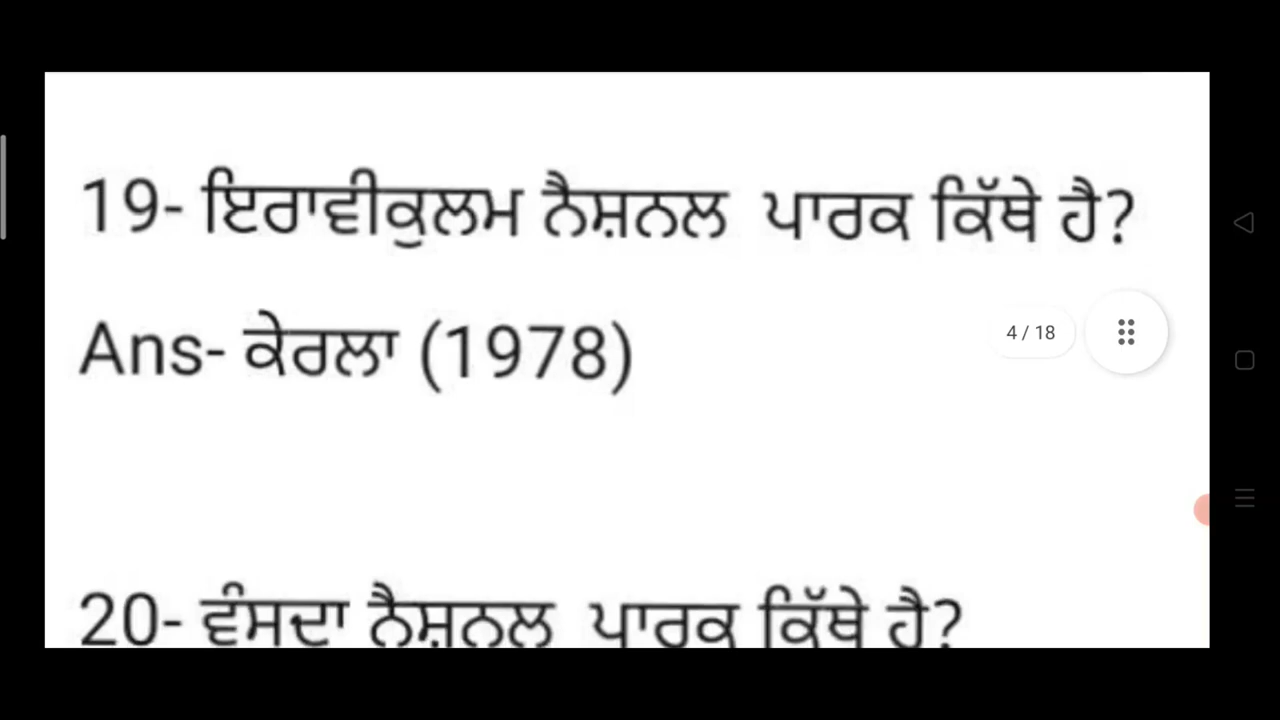 19- ਇਰਾਵੀਕੁਲਮ ਨੈਸ਼ਨਲ ਪਾਰਕ ਕਿੱਥੇ ਹੈ?
Ans- ਕੇਰਲਾ (1978)
4 / 18
20- ਵੰਸਦਾ ਨੈਸ਼ਨਲ ਪਾਰਕ ਕਿੱਥੇ ਹੈ?